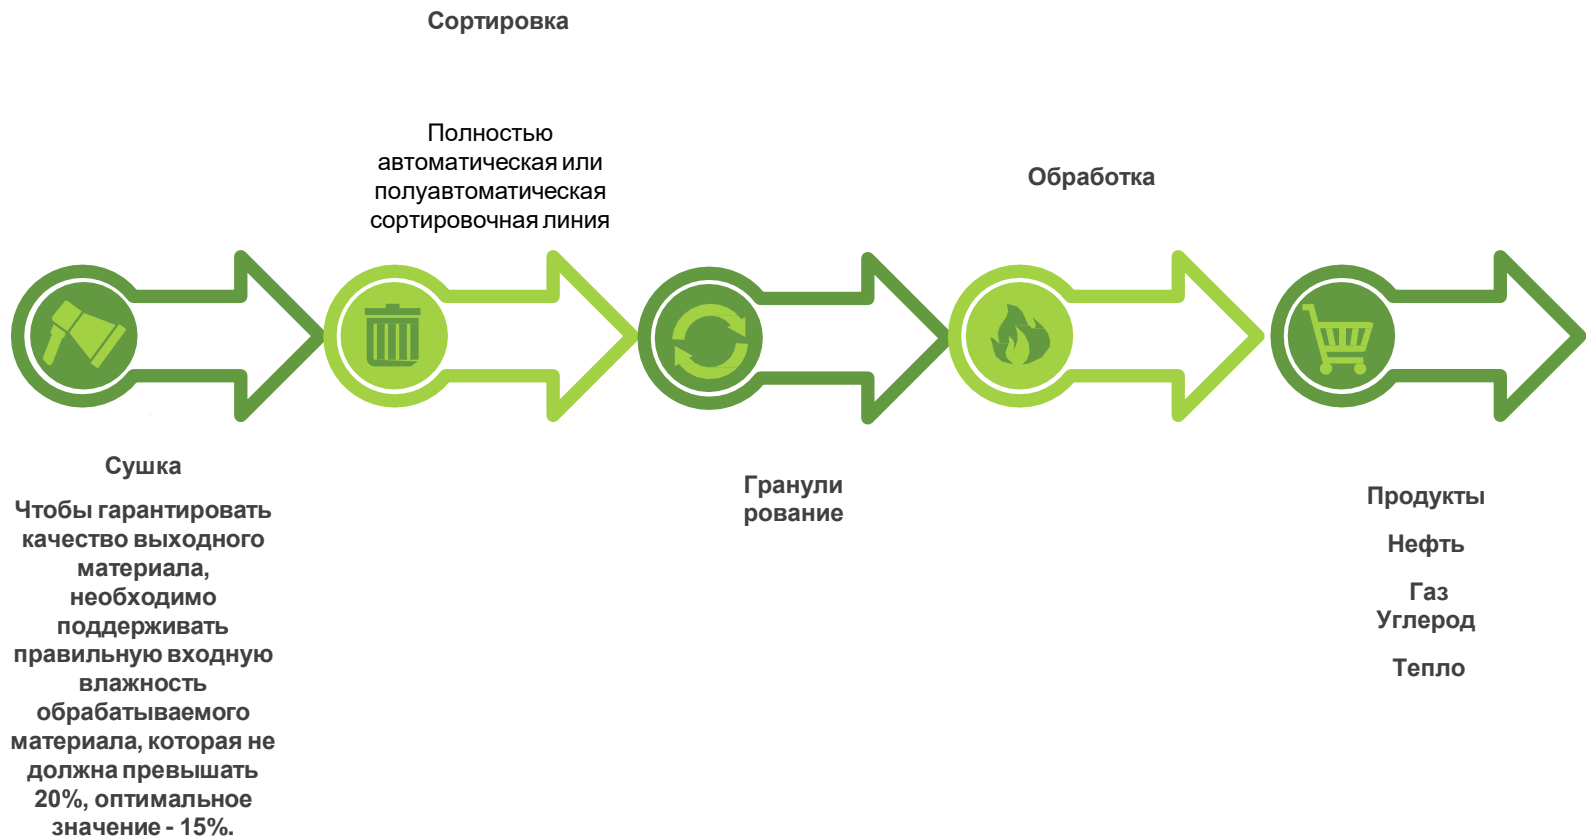 Сортировка
Полностью
автоматическая или
полуавтоматическая
сортировочная линия
Обработка
Сушка
Чтобы гарантировать
качество выходного
материала,
необходимо
поддерживать
правильную входную
влажность
обрабатываемого
материала, которая не
должна превышать
20%, оптимальное
значение - 15%.
Гранули
рование
Продукты
Нефть
Газ
Углерод
Тепло